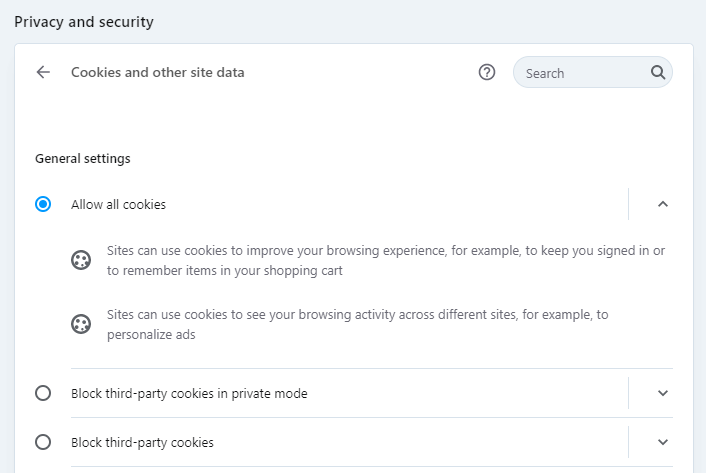 Privacy and security
Cookies and other site data
Search
General settings
Allow all cookies
Sites can use cookies to improve your browsing experience, for example, to keep you signed in or
to remember items in your shopping cart
Sites can use cookies to see your browsing activity across different sites, for example, to
personalize ads
Block third-party cookies in private mode
Block third-party cookies